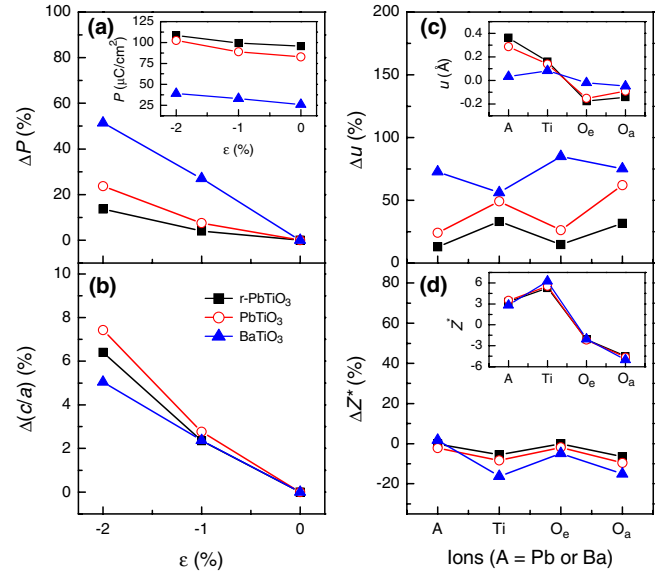 (a)
P (μC/cm²)
125
100
75
50
25
-2
-1
0
ε (%)
ΔP (%)
100
80
60
40
20
0
(b)
r-PbTiO₃
PbTiO₃
BaTiO₃
Δ(c/a) (%)
10
8
6
4
2
0
-2
-1
0
ε (%)
(c)
u (Å)
0.4
0.2
0.0
-0.2
A
Ti
Oₑ
Oₐ
Δu (%)
200
150
100
50
0
(d)
Z*
6
3
0
-3
-6
A
Ti
Oₑ
Oₐ
ΔZ* (%)
80
60
40
20
0
-20
A
Ti
Oₑ
Oₐ
Ions (A = Pb or Ba)